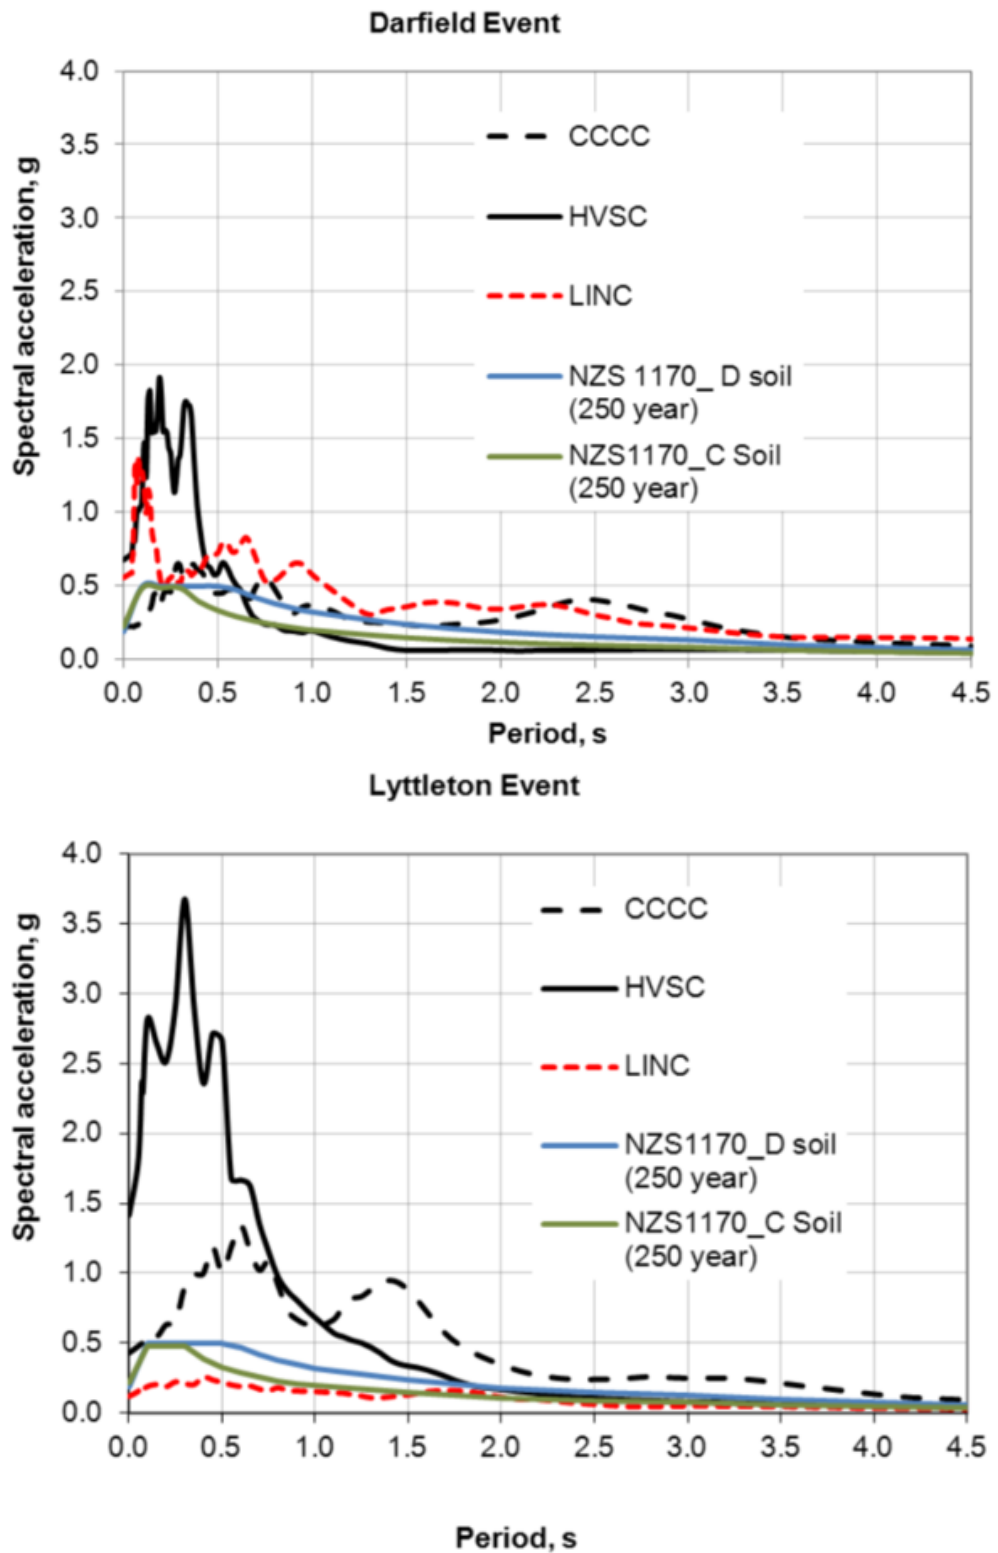 Darfield Event
Spectral acceleration, g
4.0
3.5
3.0
2.5
2.0
1.5
1.0
0.5
0.0
CCCC
HVSC
LINC
NZS 1170_ D soil
(250 year)
NZS1170_C Soil
(250 year)
0.0 0.5 1.0 1.5 2.0 2.5 3.0 3.5 4.0 4.5
Period, s
Lyttleton Event
Spectral acceleration, g
4.0
3.5
3.0
2.5
2.0
1.5
1.0
0.5
0.0
CCCC
HVSC
LINC
NZS1170_D soil
(250 year)
NZS1170_C Soil
(250 year)
0.0 0.5 1.0 1.5 2.0 2.5 3.0 3.5 4.0 4.5
Period, s